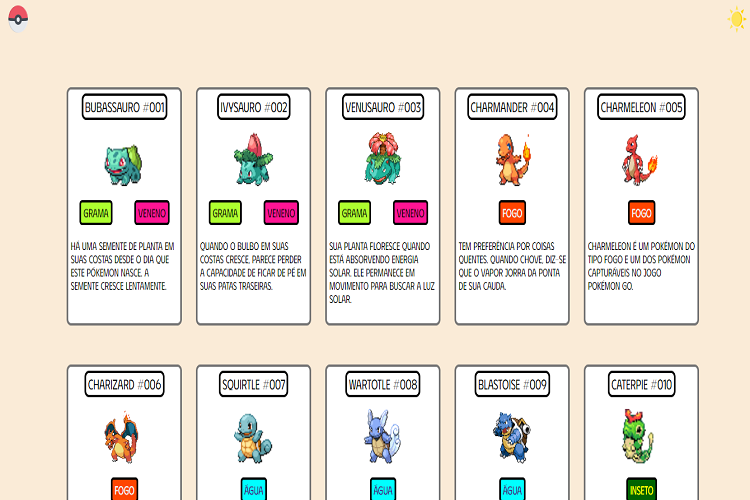 BUBASSAURO #001
IVYSAURO #002
VENUSAURO #003
CHARMANDER #004
CHARMELEON #005
GRAMA VENENO
GRAMA VENENO
GRAMA VENENO
FOGO
FOGO
HÁ UMA SEMENTE DE PLANTA EM
SUAS COSTAS DESDE O DIA QUE
ESTE PÓKEMON NASCE. A
SEMENTE CRESCE LENTAMENTE.
QUANDO O BULBO EM SUAS
COSTAS CRESCE, PARECE PERDER
A CAPACIDADE DE FICAR DE PÉ EM
SUAS PATAS TRASEIRAS.
SUA PLANTA FLORESCE QUANDO
ESTÁ ABSORVENDO ENERGIA
SOLAR. ELE PERMANECE EM
MOVIMENTO PARA BUSCAR A LUZ
SOLAR.
TEM PREFERÊNCIA POR COISAS
QUENTES. QUANDO CHOVE, DIZ-SE
QUE O VAPOR JORRA DA PONTA
DE SUA CAUDA.
CHARMELEON E UM POKÉMON DO
TIPO FOGO E UM DOS POKÉMON
CAPTURÁVEIS NO JOGO
POKÉMON GO.
CHARIZARD #006
SQUIRTLE #007
WARTOTLE #008
BLASTOISE #009
CATERPIE #010
FOGO
ÁGUA
ÁGUA
ÁGUA
INSETO